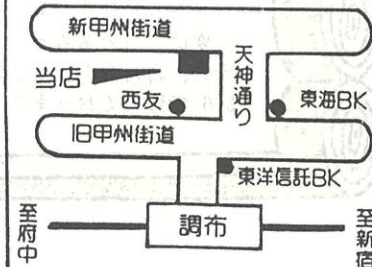 新甲州街道
天神通り
当店
西友
東海BK
旧甲州街道
東洋信託BK
至府中
調布
至新宿